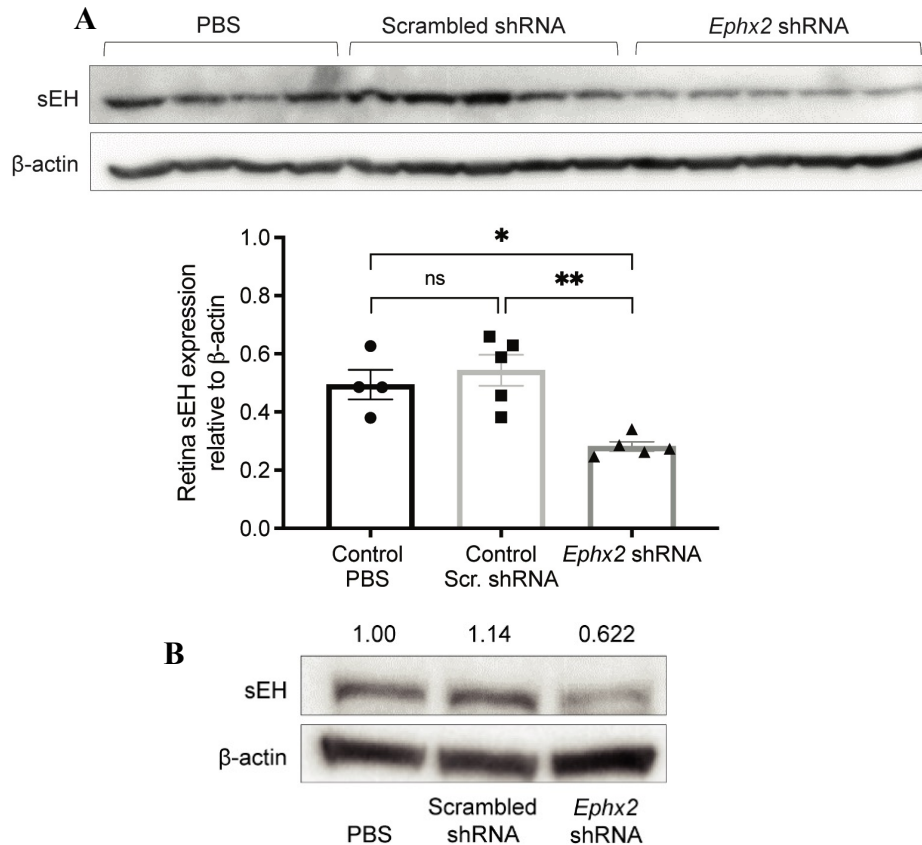 A
PBS Scrambled shRNA Ephx2 shRNA
sEH
β-actin
Retina sEH expression
relative to β-actin
1.0
0.8
0.6
0.4
0.2
0.0
*
ns **
Control
PBS
Control
Scr. shRNA
Ephx2 shRNA
B
1.00 1.14 0.622
sEH
β-actin
PBS
Scrambled
shRNA
Ephx2
shRNA